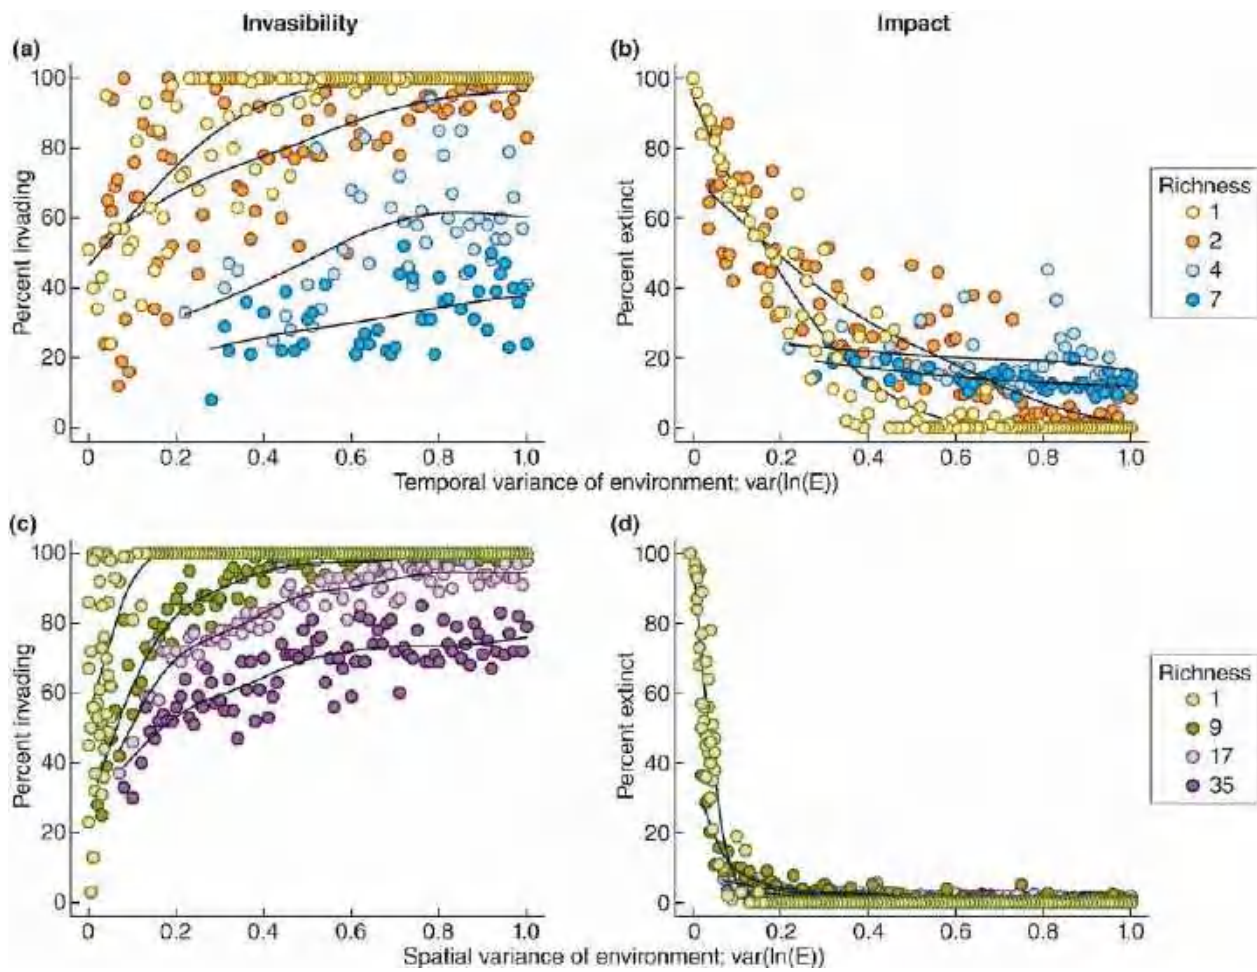 Invasibility
Impact
(a)
(b)
100
80
60
40
20
0
Percent invading
0 0.2 0.4 0.6 0.8 1.0
100
80
60
40
20
0
Percent extinct
0 0.2 0.4 0.6 0.8 1.0
Richness
1
2
4
7
Temporal variance of environment; var(ln(E))
(c)
(d)
100
80
60
40
20
0
Percent invading
0 0.2 0.4 0.6 0.8 1.0
100
80
60
40
20
0
Percent extinct
0 0.2 0.4 0.6 0.8 1.0
Richness
1
9
17
35
Spatial variance of environment; var(ln(E))